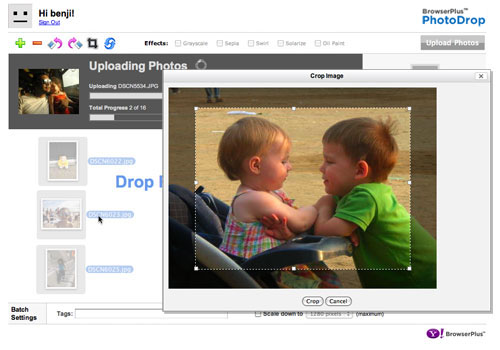 Hi benji!
Sign Out
BrowserPlus™
PhotoDrop
Effects: Grayscale Sepia Swirl Solarize Oil Paint
Upload Photos
Uploading Photos
Uploading DSCN5534.JPG
Total Progress 2 of 16
Crop Image
DSCN6022.jpg
Drop
DSCN6023.jpg
DSCN6025.jpg
Crop Cancel
Batch Settings
Tags:
Scale down to 1280 pixels (maximum)
Y! BrowserPlus™